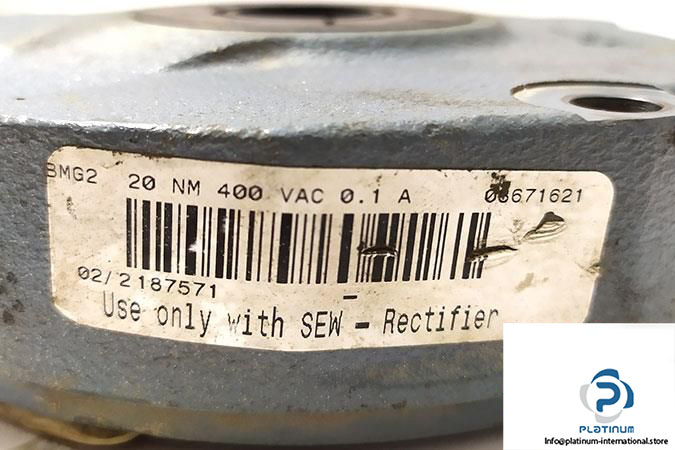 BMG2 20 NM 400 VAC 0.1 A 08671621
02/2187571
Use only with SEW - Rectifier
PLATINUM
Info@platinum-international.store